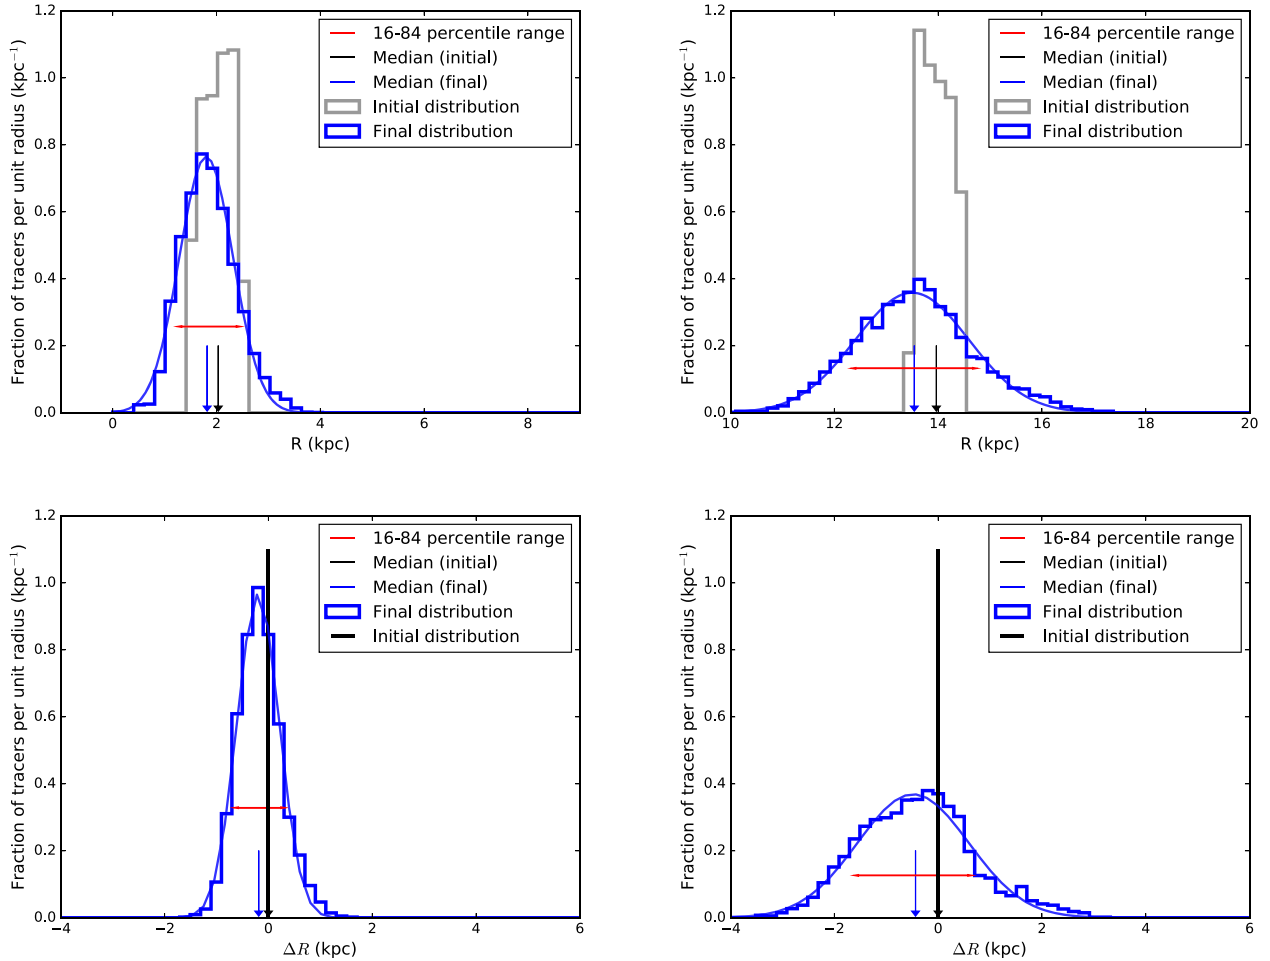 1.2
1.0
0.8
0.6
0.4
0.2
0.0
Fraction of tracers per unit radius (kpc⁻¹)
16-84 percentile range
Median (initial)
Median (final)
Initial distribution
Final distribution
0 2 4 6 8
R (kpc)
1.2
1.0
0.8
0.6
0.4
0.2
0.0
Fraction of tracers per unit radius (kpc⁻¹)
16-84 percentile range
Median (initial)
Median (final)
Initial distribution
Final distribution
10 12 14 16 18 20
R (kpc)
1.2
1.0
0.8
0.6
0.4
0.2
0.0
Fraction of tracers per unit radius (kpc⁻¹)
16-84 percentile range
Median (initial)
Median (final)
Final distribution
Initial distribution
−4 −2 0 2 4 6
ΔR (kpc)
1.2
1.0
0.8
0.6
0.4
0.2
0.0
Fraction of tracers per unit radius (kpc⁻¹)
16-84 percentile range
Median (initial)
Median (final)
Final distribution
Initial distribution
−4 −2 0 2 4 6
ΔR (kpc)